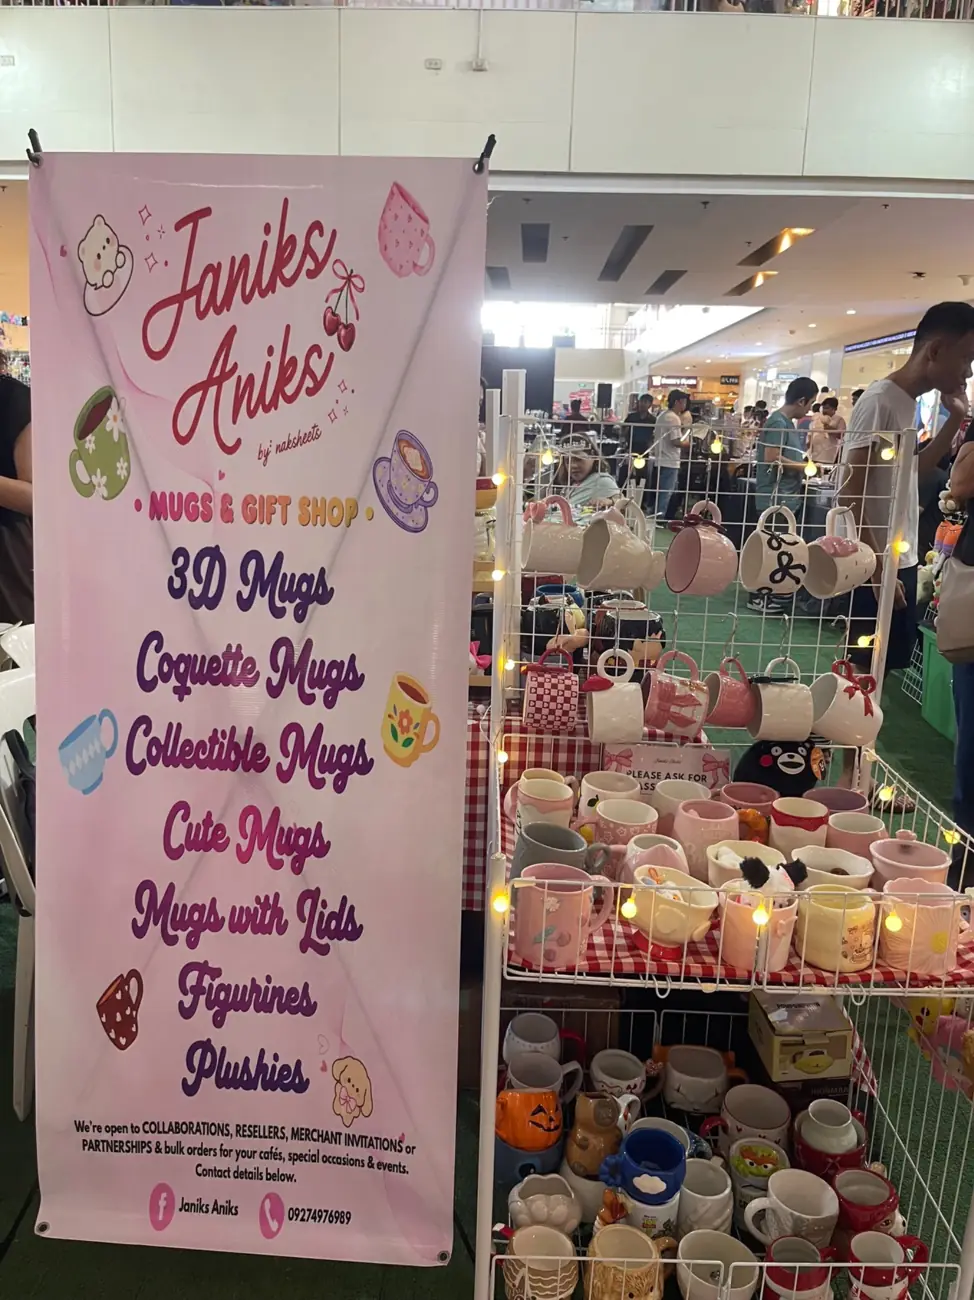 Janiks
Aniks
by: naksheets
• MUGS & GIFT SHOP •
3D Mugs
Coquette Mugs
Collectible Mugs
Cute Mugs
Mugs with Lids
Figurines
Plushies
We're open to COLLABORATIONS, RESELLERS, MERCHANT INVITATIONS or
PARTNERSHIPS & bulk orders for your cafés, special occasions & events.
Contact details below.
f Janiks Aniks 09274976989
PLEASE ASK FOR